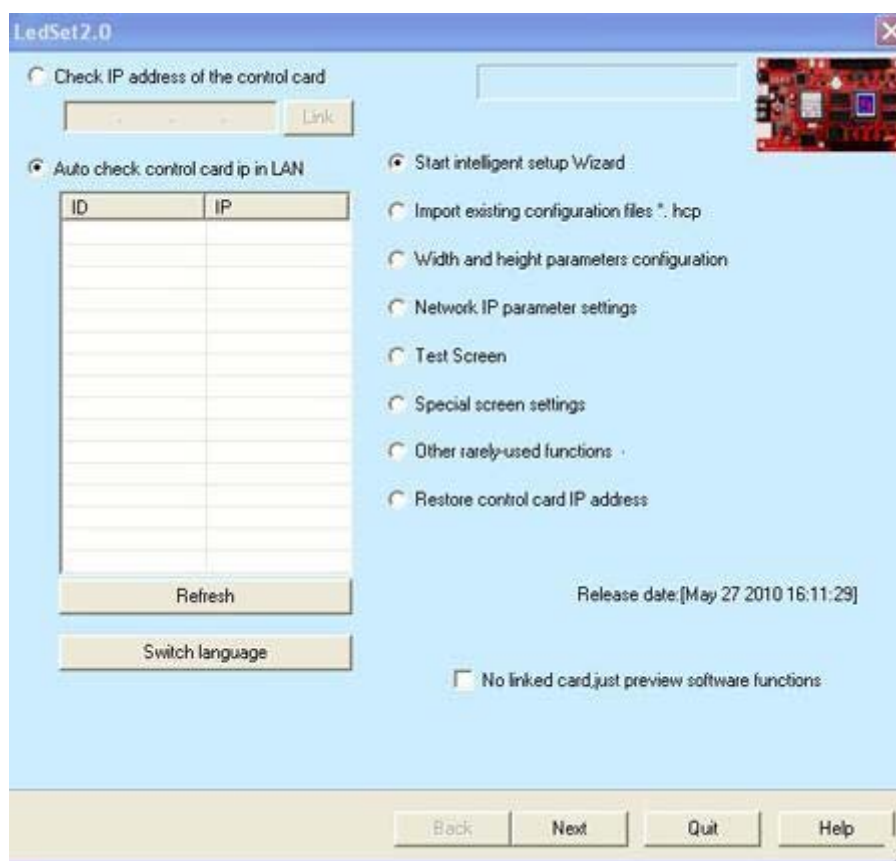 LedSet2.0
Check IP address of the control card
Link
Auto check control card ip in LAN
ID IP
Refresh
Switch language
Start intelligent setup Wizard
Import existing configuration files *. hcp
Width and height parameters configuration
Network IP parameter settings
Test Screen
Special screen settings
Other rarely-used functions
Restore control card IP address
Release date:[May 27 2010 16:11:29]
No linked card,just preview software functions
Back Next Quit Help